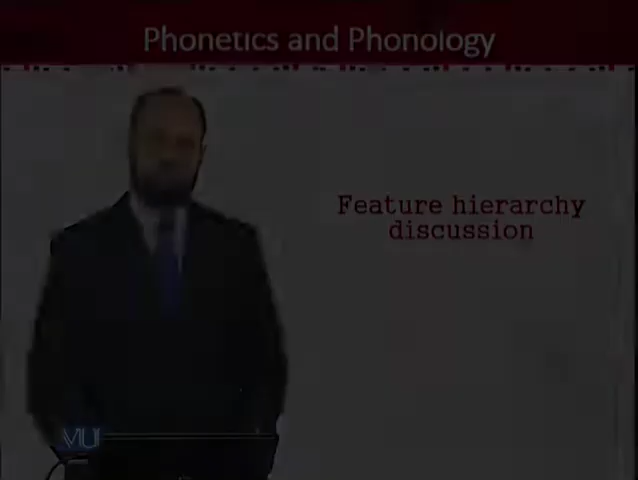 Phonetics and Phonology
Feature hierarchy
discussion
VU